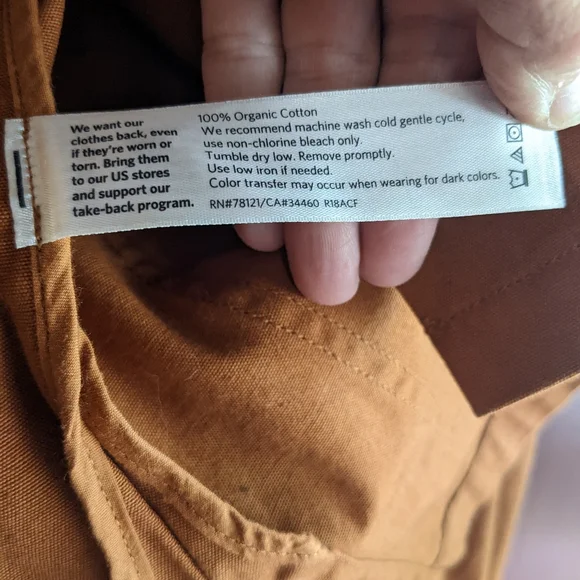 We want our
clothes back, even
if they're worn or
torn. Bring them
to our US stores
and support our
take-back program.
100% Organic Cotton
We recommend machine wash cold gentle cycle,
use non-chlorine bleach only.
Tumble dry low. Remove promptly.
Use low iron if needed.
Color transfer may occur when wearing for dark colors.
RN#78121/CA#34460 R18ACF